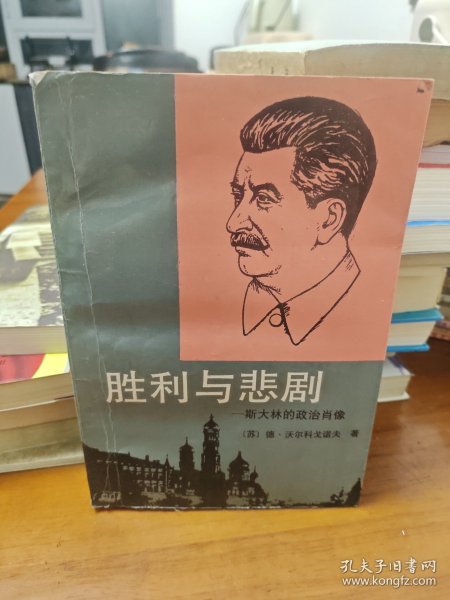 胜利与悲剧
—斯大林的政治肖像
〔苏〕德·沃尔科戈诺夫 著
孔夫子旧书网
www.kongfz.com